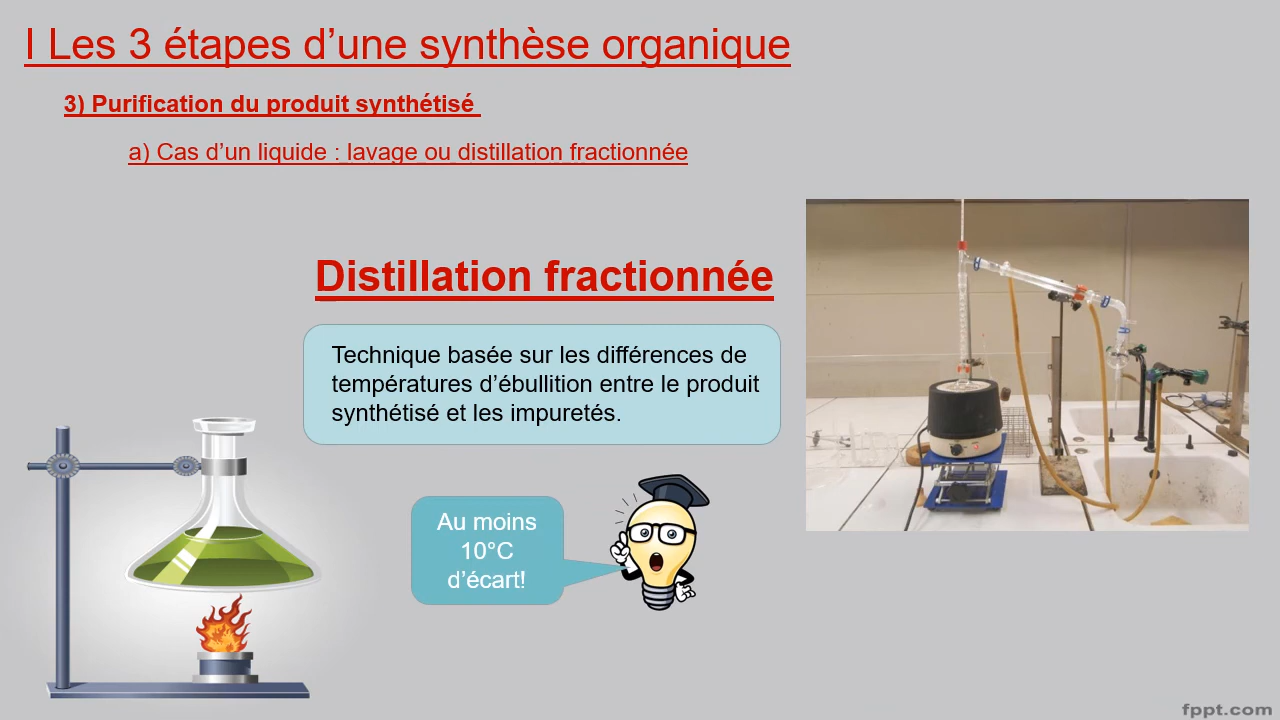 I Les 3 étapes d’une synthèse organique
3) Purification du produit synthétisé
a) Cas d’un liquide : lavage ou distillation fractionnée
Distillation fractionnée
Technique basée sur les différences de
températures d’ébullition entre le produit
synthétisé et les impuretés.
Au moins
10°C
d’écart!
fppt.com